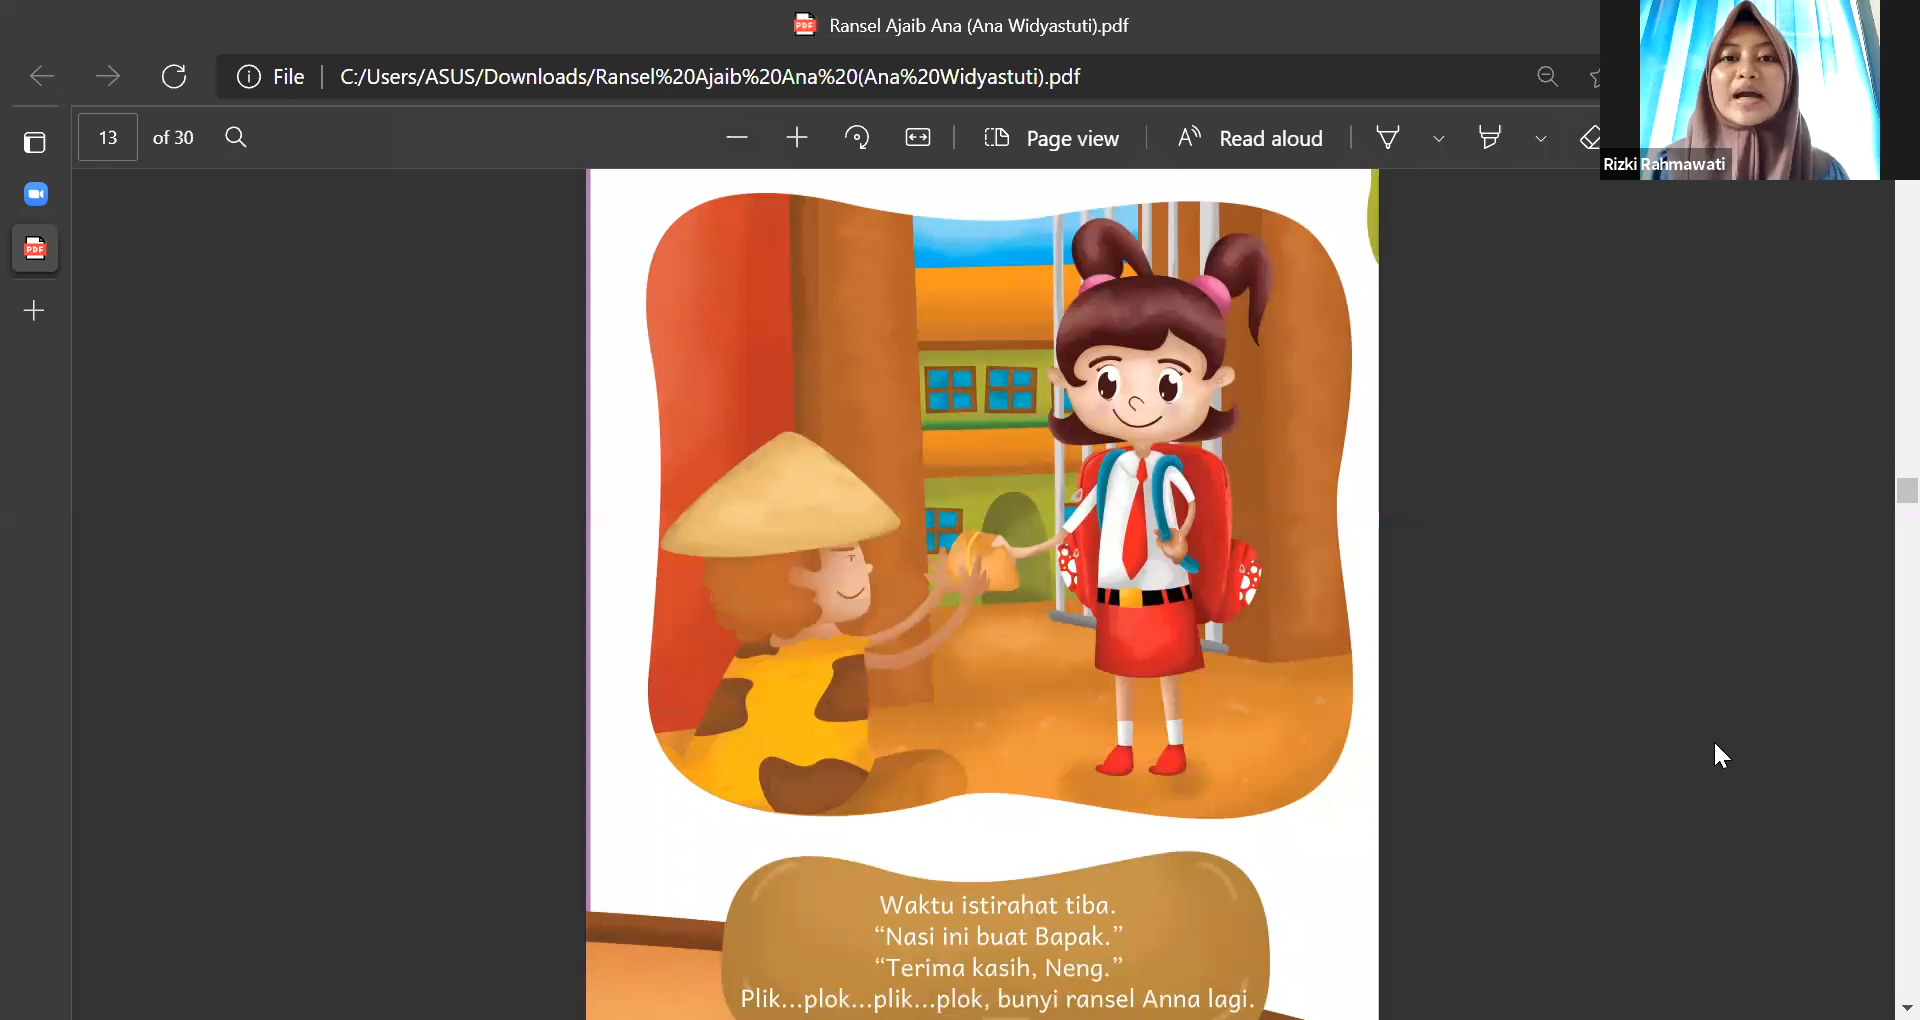 Ransel Ajaib Ana (Ana Widyastuti).pdf
File
C:/Users/ASUS/Downloads/Ransel%20Ajaib%20Ana%20(Ana%20Widyastuti).pdf
13 of 30
Page view
Read aloud
Rizki Rahmawati
Waktu istirahat tiba.
“Nasi ini buat Bapak.”
“Terima kasih, Neng.”
Plik...plok...plik...plok, bunyi ransel Anna lagi.